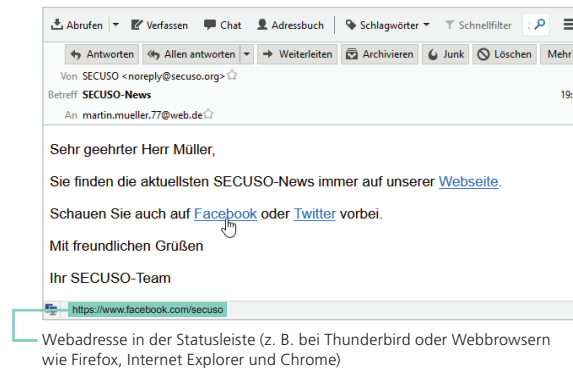 Abrufen Verfassen Chat Adressbuch Schlagwörter Schnellfilter
Antworten Allen antworten Weiterleiten Archivieren Junk Löschen Mehr
Von SECUSO <noreply@secuso.org>
Betreff SECUSO-News 19:
An martin.mueller.77@web.de
Sehr geehrter Herr Müller,
Sie finden die aktuellsten SECUSO-News immer auf unserer Webseite.
Schauen Sie auch auf Facebook oder Twitter vorbei.
Mit freundlichen Grüßen
Ihr SECUSO-Team
https://www.facebook.com/secuso
Webadresse in der Statusleiste (z. B. bei Thunderbird oder Webbrowsern
wie Firefox, Internet Explorer und Chrome)